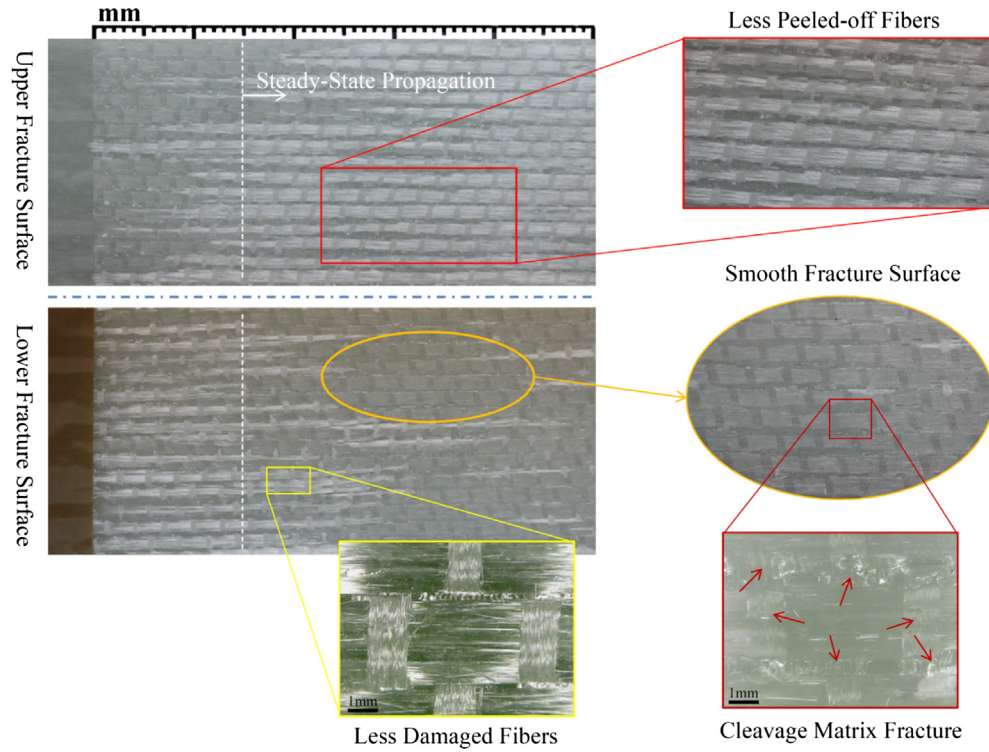 mm
Less Peeled-off Fibers
Upper Fracture Surface
Steady-State Propagation
Smooth Fracture Surface
Lower Fracture Surface
1mm
1mm
Less Damaged Fibers
Cleavage Matrix Fracture